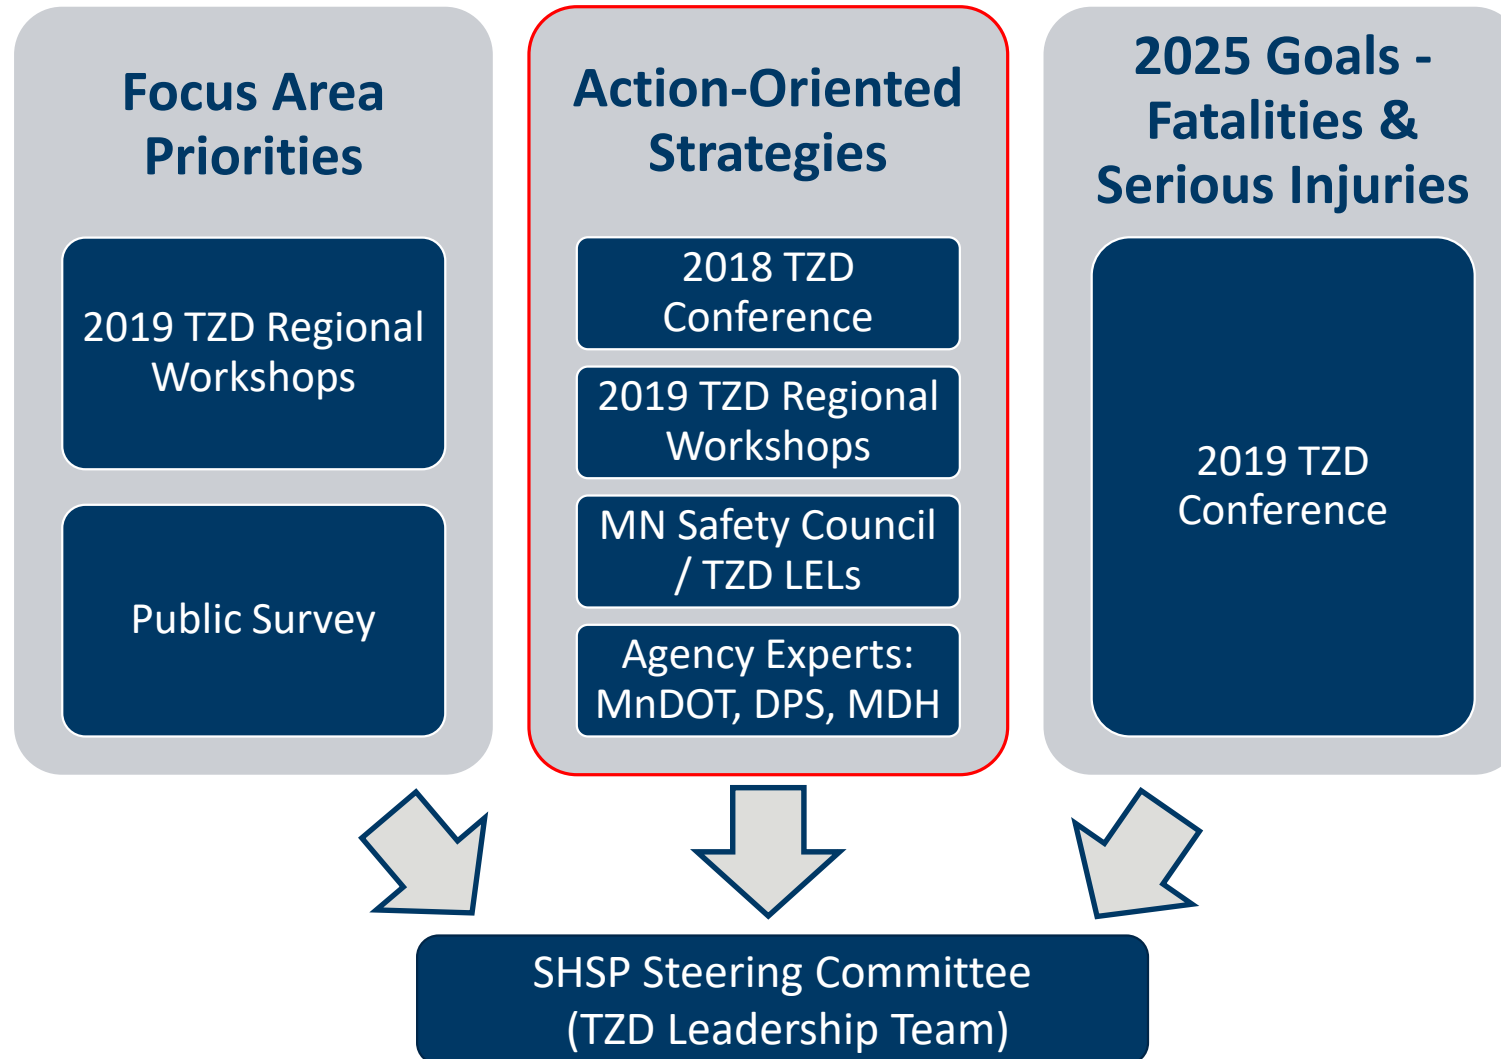 Focus Area
Priorities
2019 TZD Regional
Workshops
Public Survey
Action-Oriented
Strategies
2018 TZD
Conference
2019 TZD Regional
Workshops
MN Safety Council
/ TZD LELs
Agency Experts:
MnDOT, DPS, MDH
2025 Goals -
Fatalities &
Serious Injuries
2019 TZD
Conference
SHSP Steering Committee
(TZD Leadership Team)